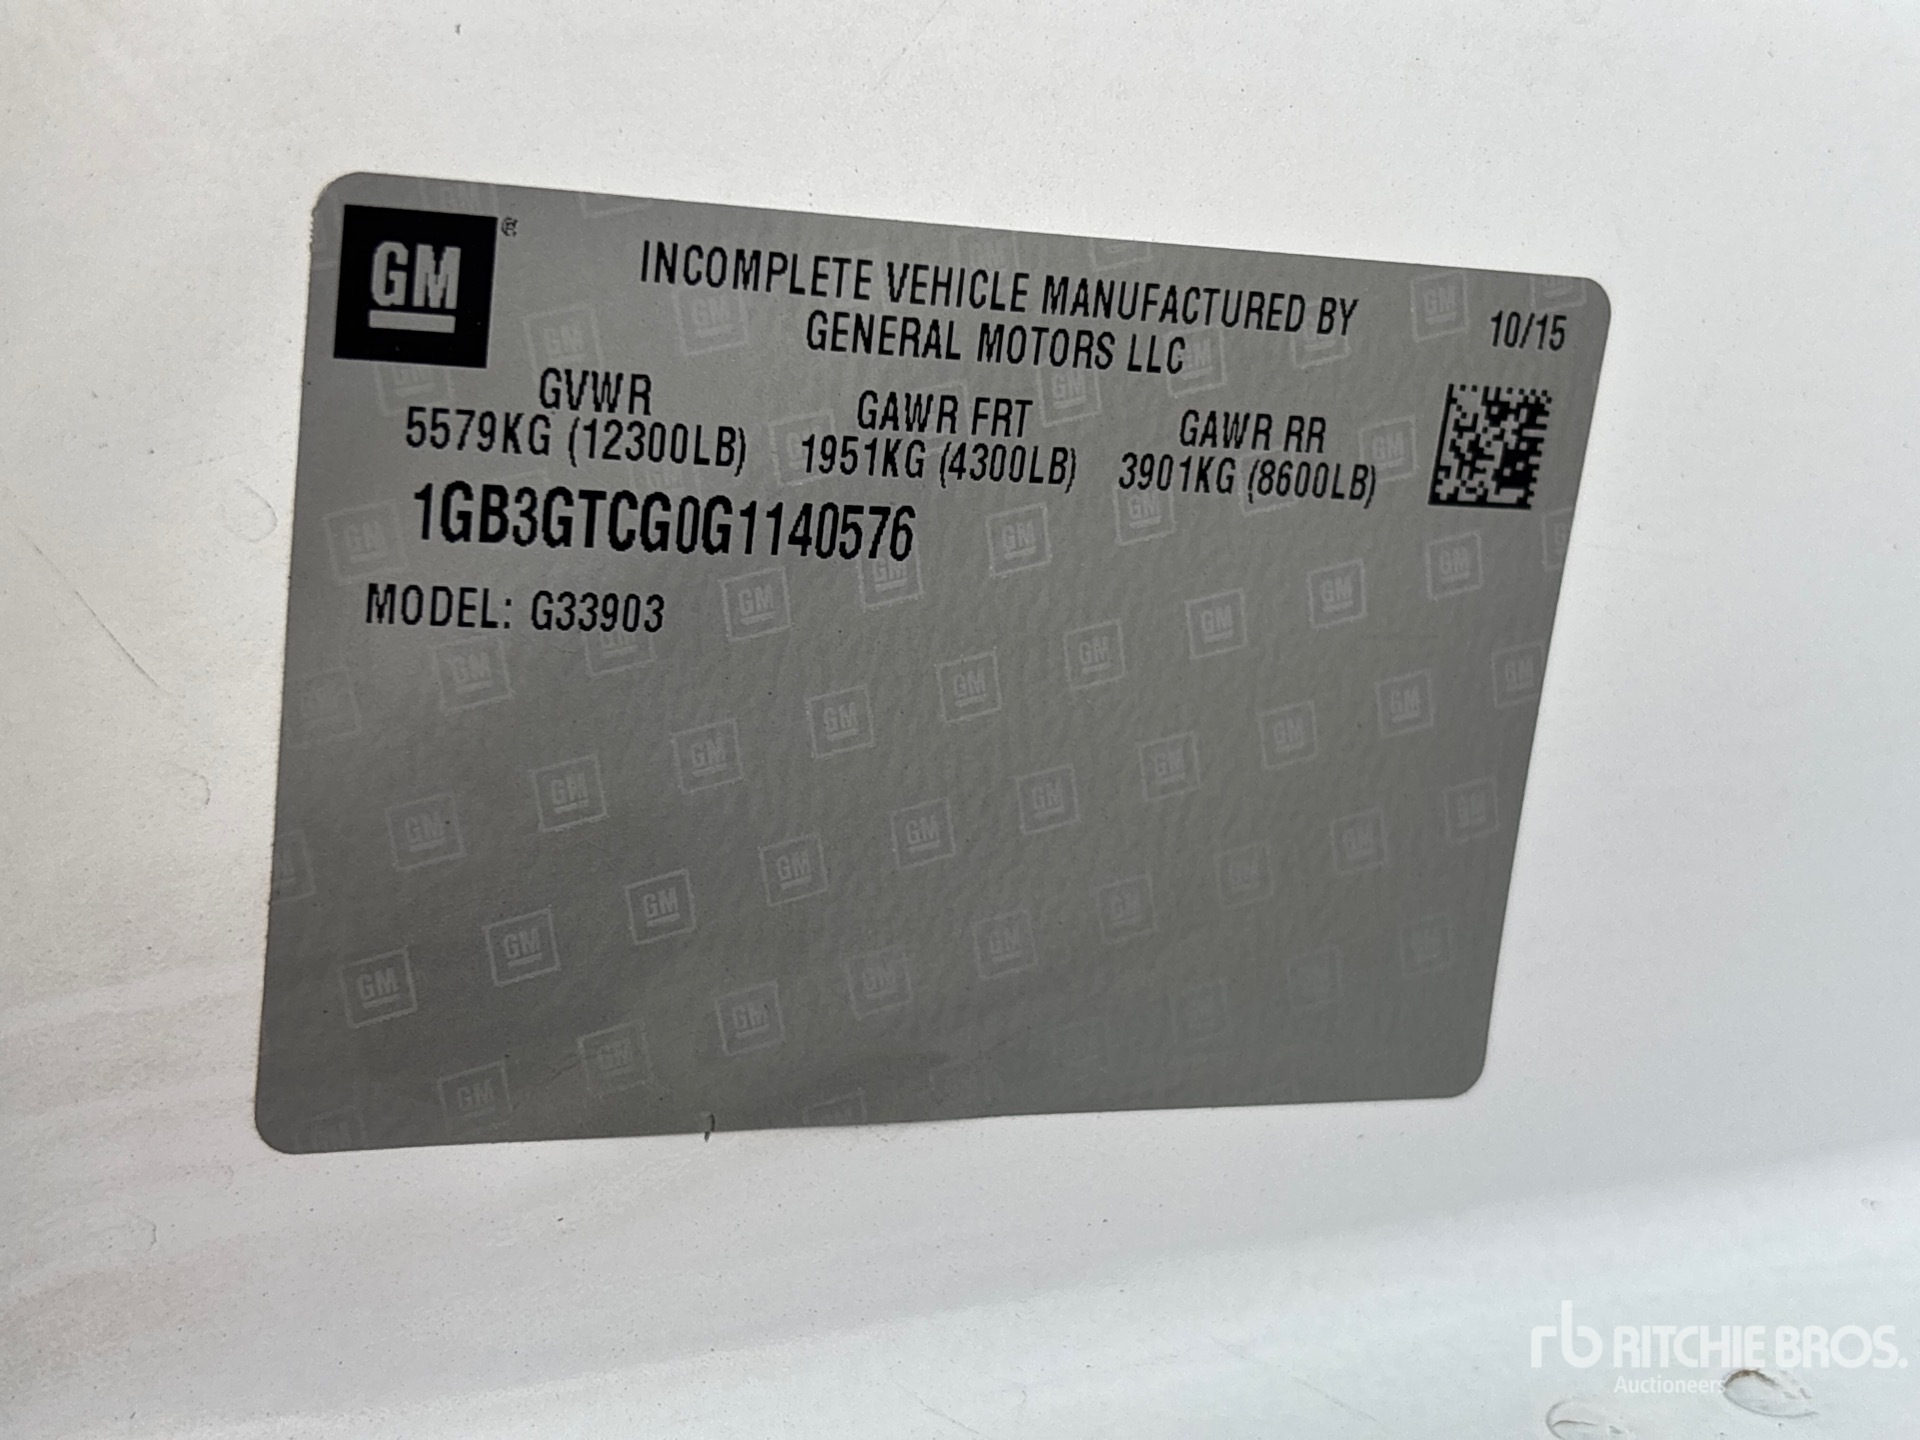 GM
INCOMPLETE VEHICLE MANUFACTURED BY
GENERAL MOTORS LLC
10/15
GVWR
5579KG (12300LB)
GAWR FRT
1951KG (4300LB)
GAWR RR
3901KG (8600LB)
1GB3GTCG0G1140576
MODEL: G33903
rb RITCHIE BROS.
Auctioneers